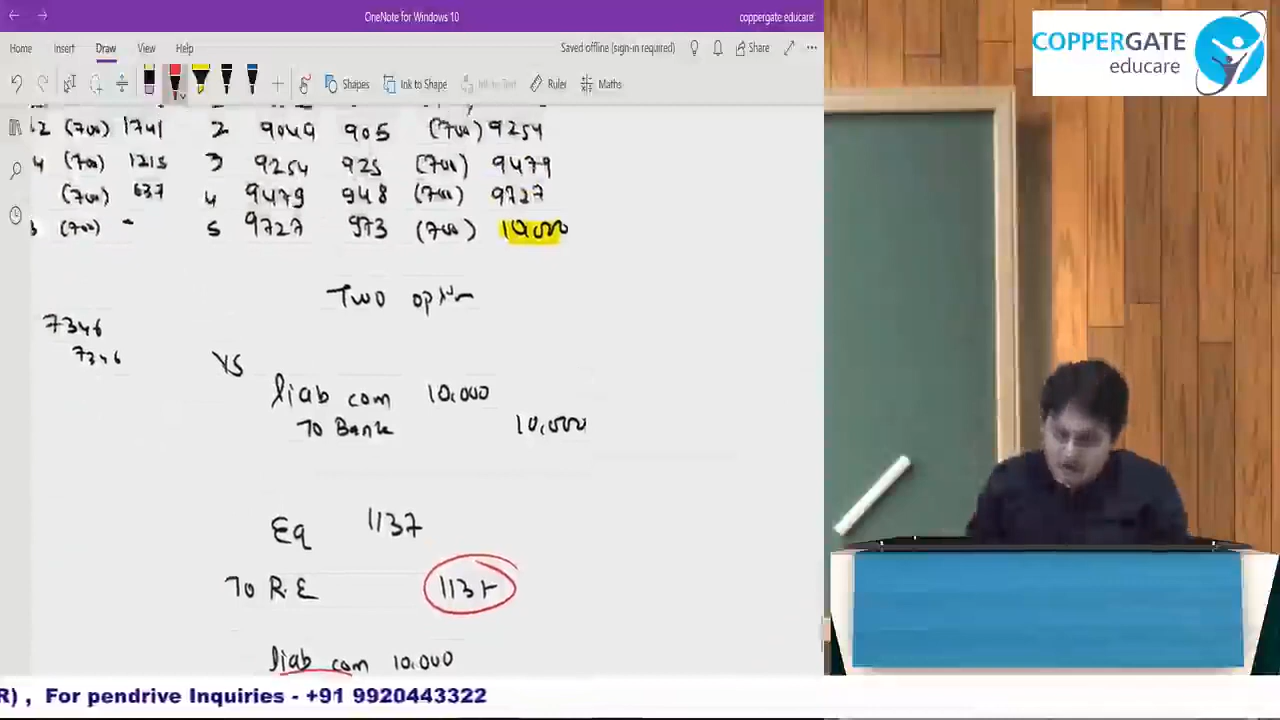 OneNote for Windows 10
coppergate educare
Home Insert Draw View Help
Saved offline (sign-in required) Share
Shapes Ink to Shape Ink to Text Ruler Maths
(700) 1741 2 9049 905 (700) 9254
4 (700) 1215 3 9254 925 (700) 9479
(700) 637 4 9479 948 (700) 9727
(700) - 5 9727 973 (700) 10,000
Two option
7346
7346
VS
liab com 10,000
To Bank 10,000
Eq 1137
To R.E 1137
liab com 10,000
R) , For pendrive Inquiries - +91 9920443322
COPPERGATE
educare